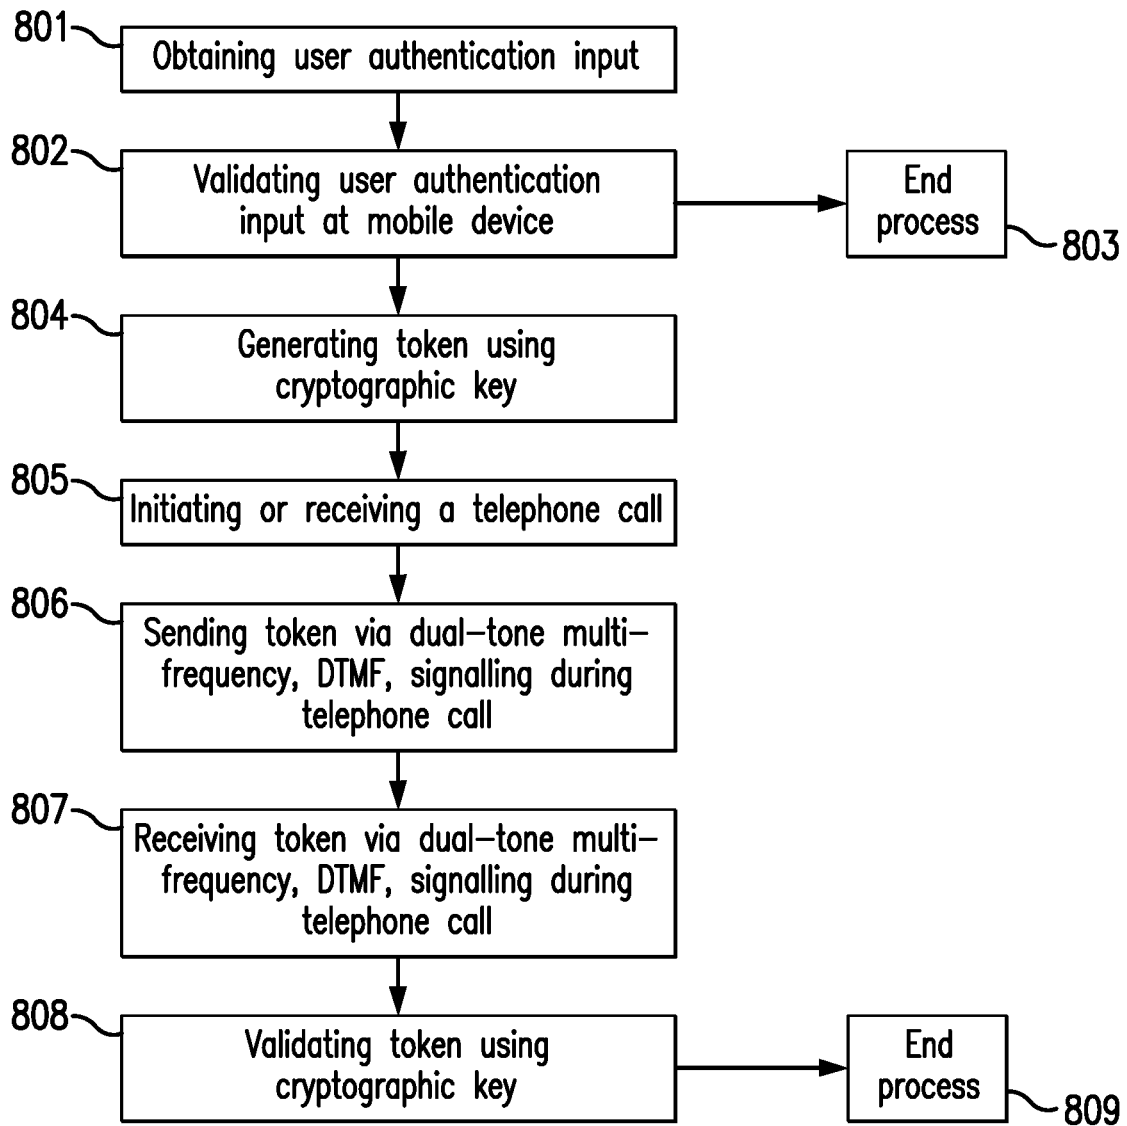 801
Obtaining user authentication input
802
Validating user authentication
input at mobile device
End
process
803
804
Generating token using
cryptographic key
805
Initiating or receiving a telephone call
806
Sending token via dual-tone multi-
frequency, DTMF, signalling during
telephone call
807
Receiving token via dual-tone multi-
frequency, DTMF, signalling during
telephone call
808
Validating token using
cryptographic key
End
process
809